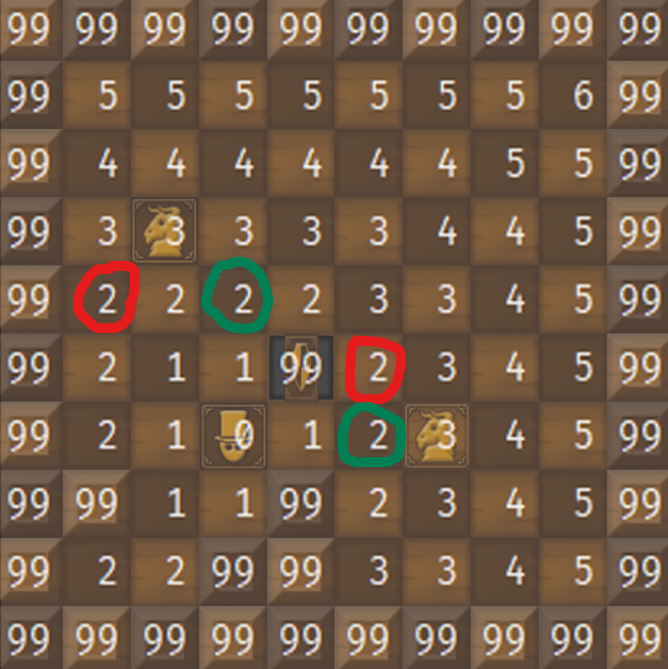 99 99 99 99 99 99 99 99 99 99
99 5 5 5 5 5 5 5 6 99
99 4 4 4 4 4 4 5 5 99
99 3 3 3 3 3 4 4 5 99
99 2 2 2 2 3 3 4 5 99
99 2 1 1 99 2 3 4 5 99
99 2 1 0 1 2 3 4 5 99
99 99 1 1 99 2 3 4 5 99
99 2 2 99 99 3 3 4 5 99
99 99 99 99 99 99 99 99 99 99